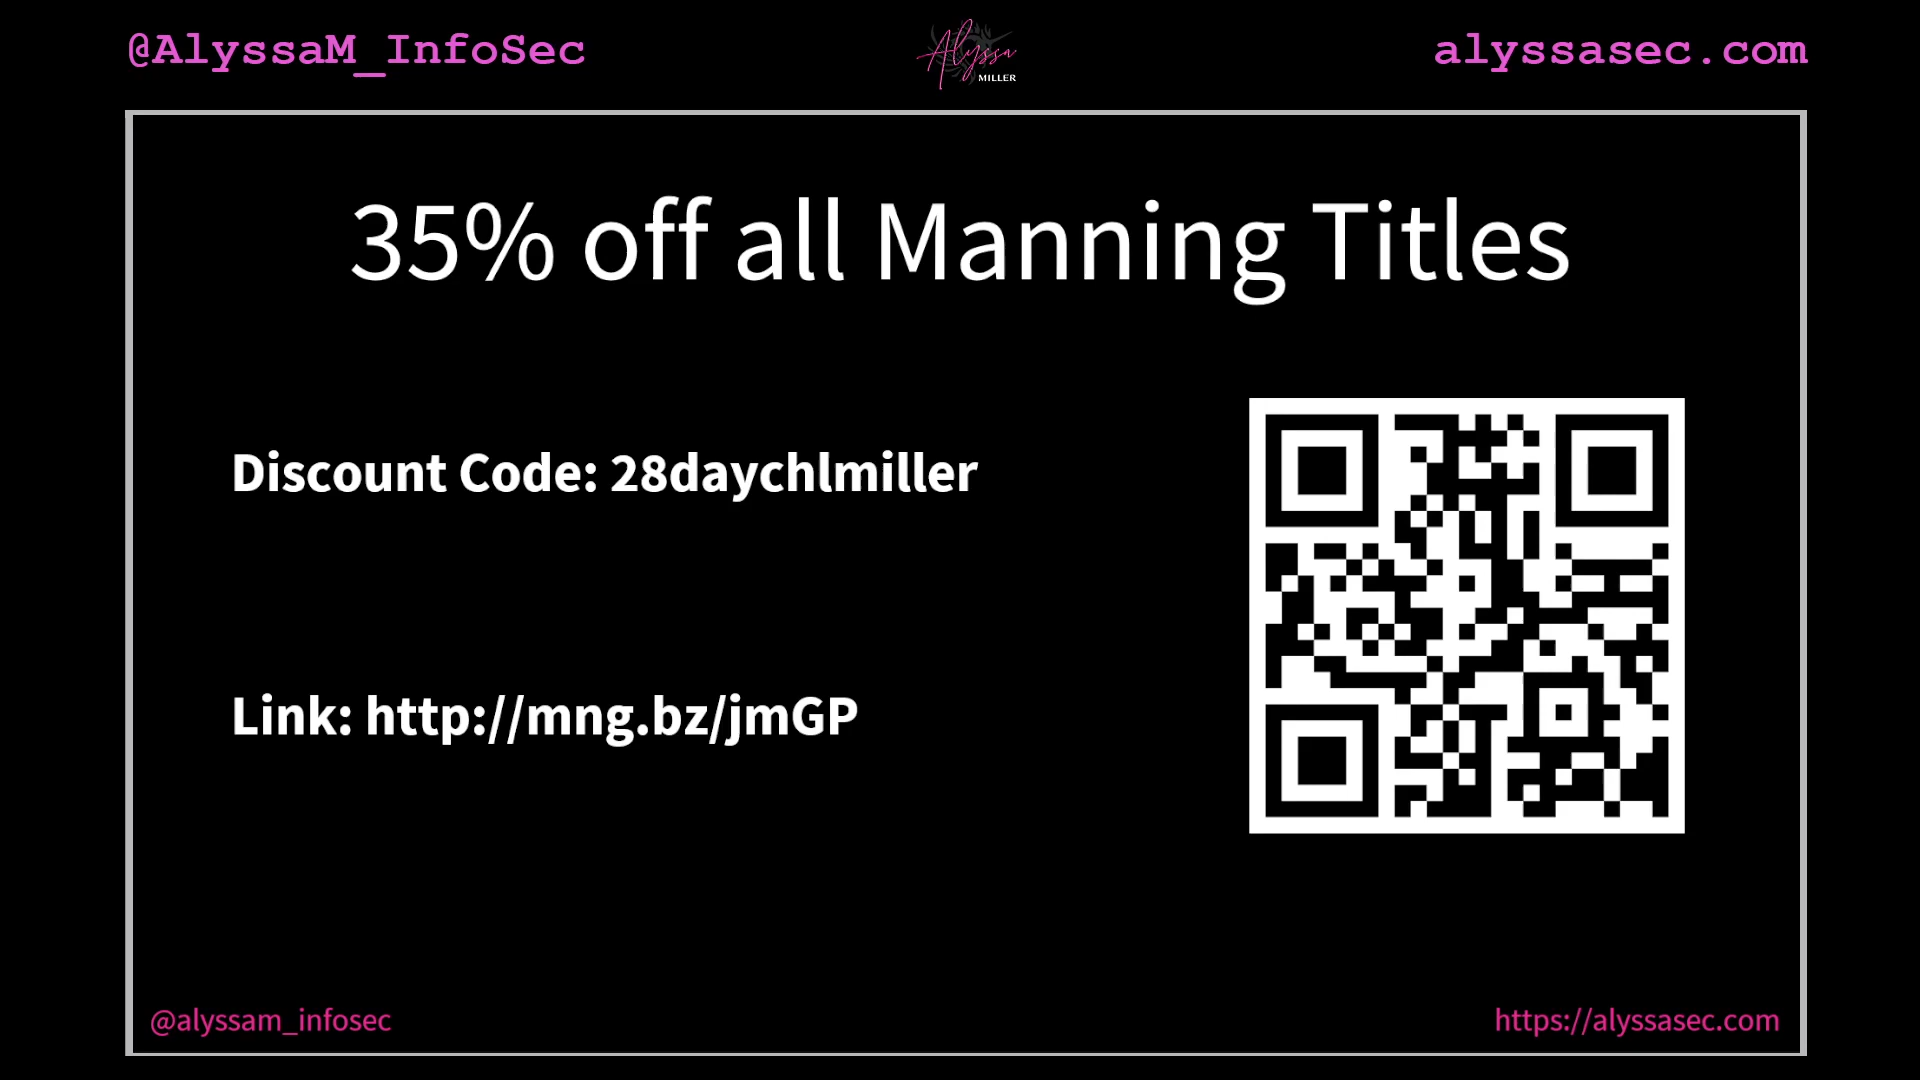 @AlyssaM_InfoSec
Alyssa
MILLER
alyssasec.com
35% off all Manning Titles
Discount Code: 28daychlmiller
Link: http://mng.bz/jmGP
@alyssam_infosec
https://alyssasec.com